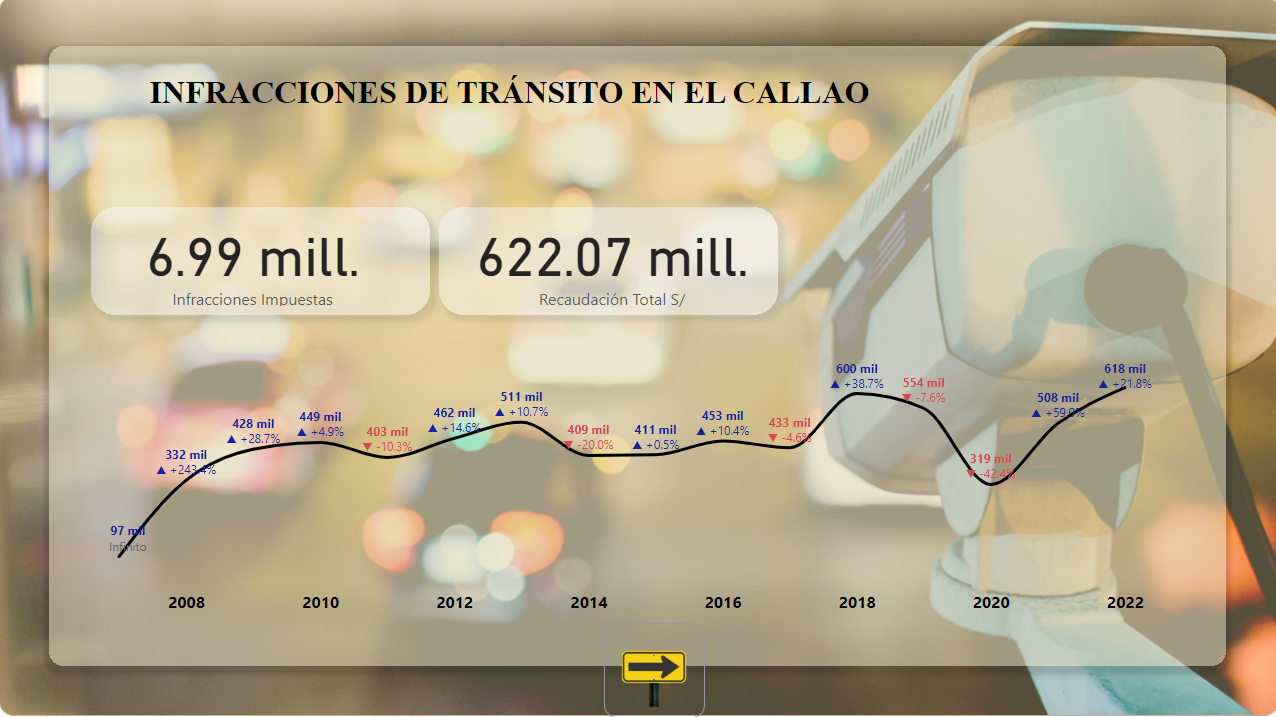 INFRACCIONES DE TRÁNSITO EN EL CALLAO
6.99 mill.
Infracciones Impuestas
622.07 mill.
Recaudación Total S/
97 mil
Infinito
332 mil
▲ +243.4%
428 mil
▲ +28.7%
449 mil
▲ +4.9%
403 mil
▼ -10.3%
462 mil
▲ +14.6%
511 mil
▲ +10.7%
409 mil
▼ -20.0%
411 mil
▲ +0.5%
453 mil
▲ +10.4%
433 mil
▼ -4.6%
600 mil
▲ +38.7%
554 mil
▼ -7.6%
319 mil
▼ -42.4%
508 mil
▲ +59.0%
618 mil
▲ +21.8%
2008 2010 2012 2014 2016 2018 2020 2022